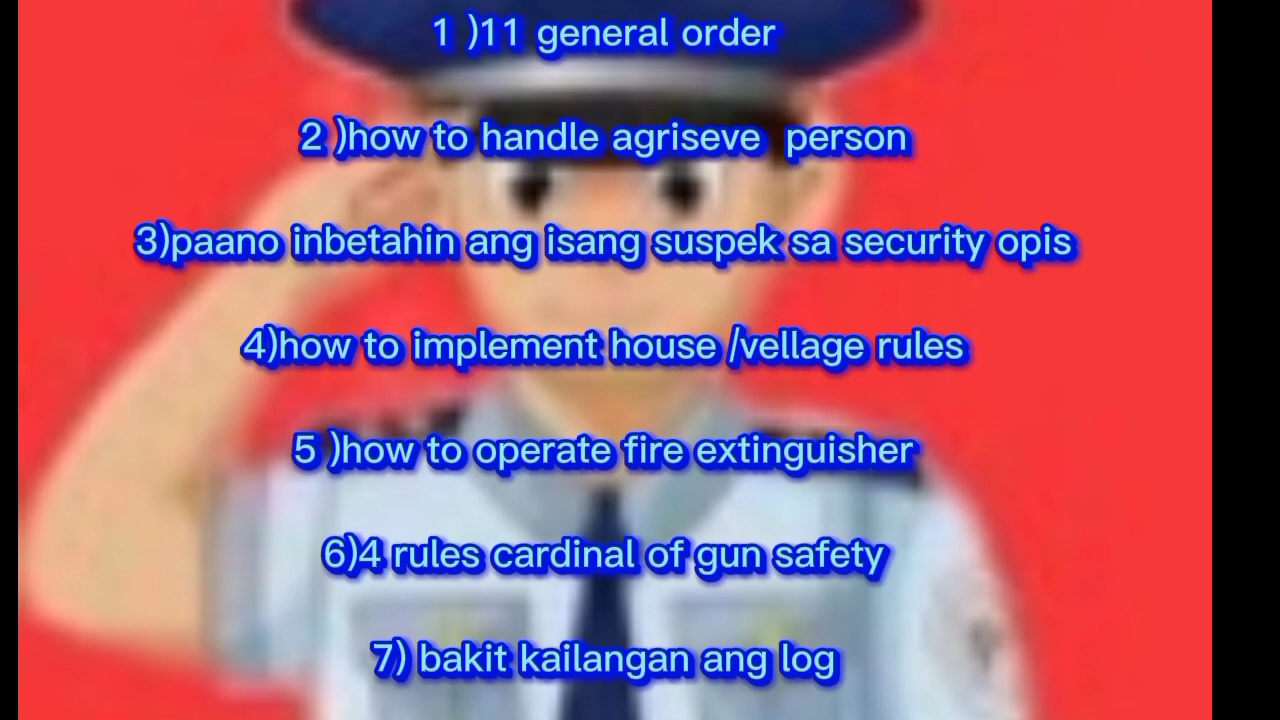 1 )11 general order
2 )how to handle agriseve person
3)paano inbetahin ang isang suspek sa security opis
4)how to implement house /vellage rules
5 )how to operate fire extinguisher
6)4 rules cardinal of gun safety
7) bakit kailangan ang log